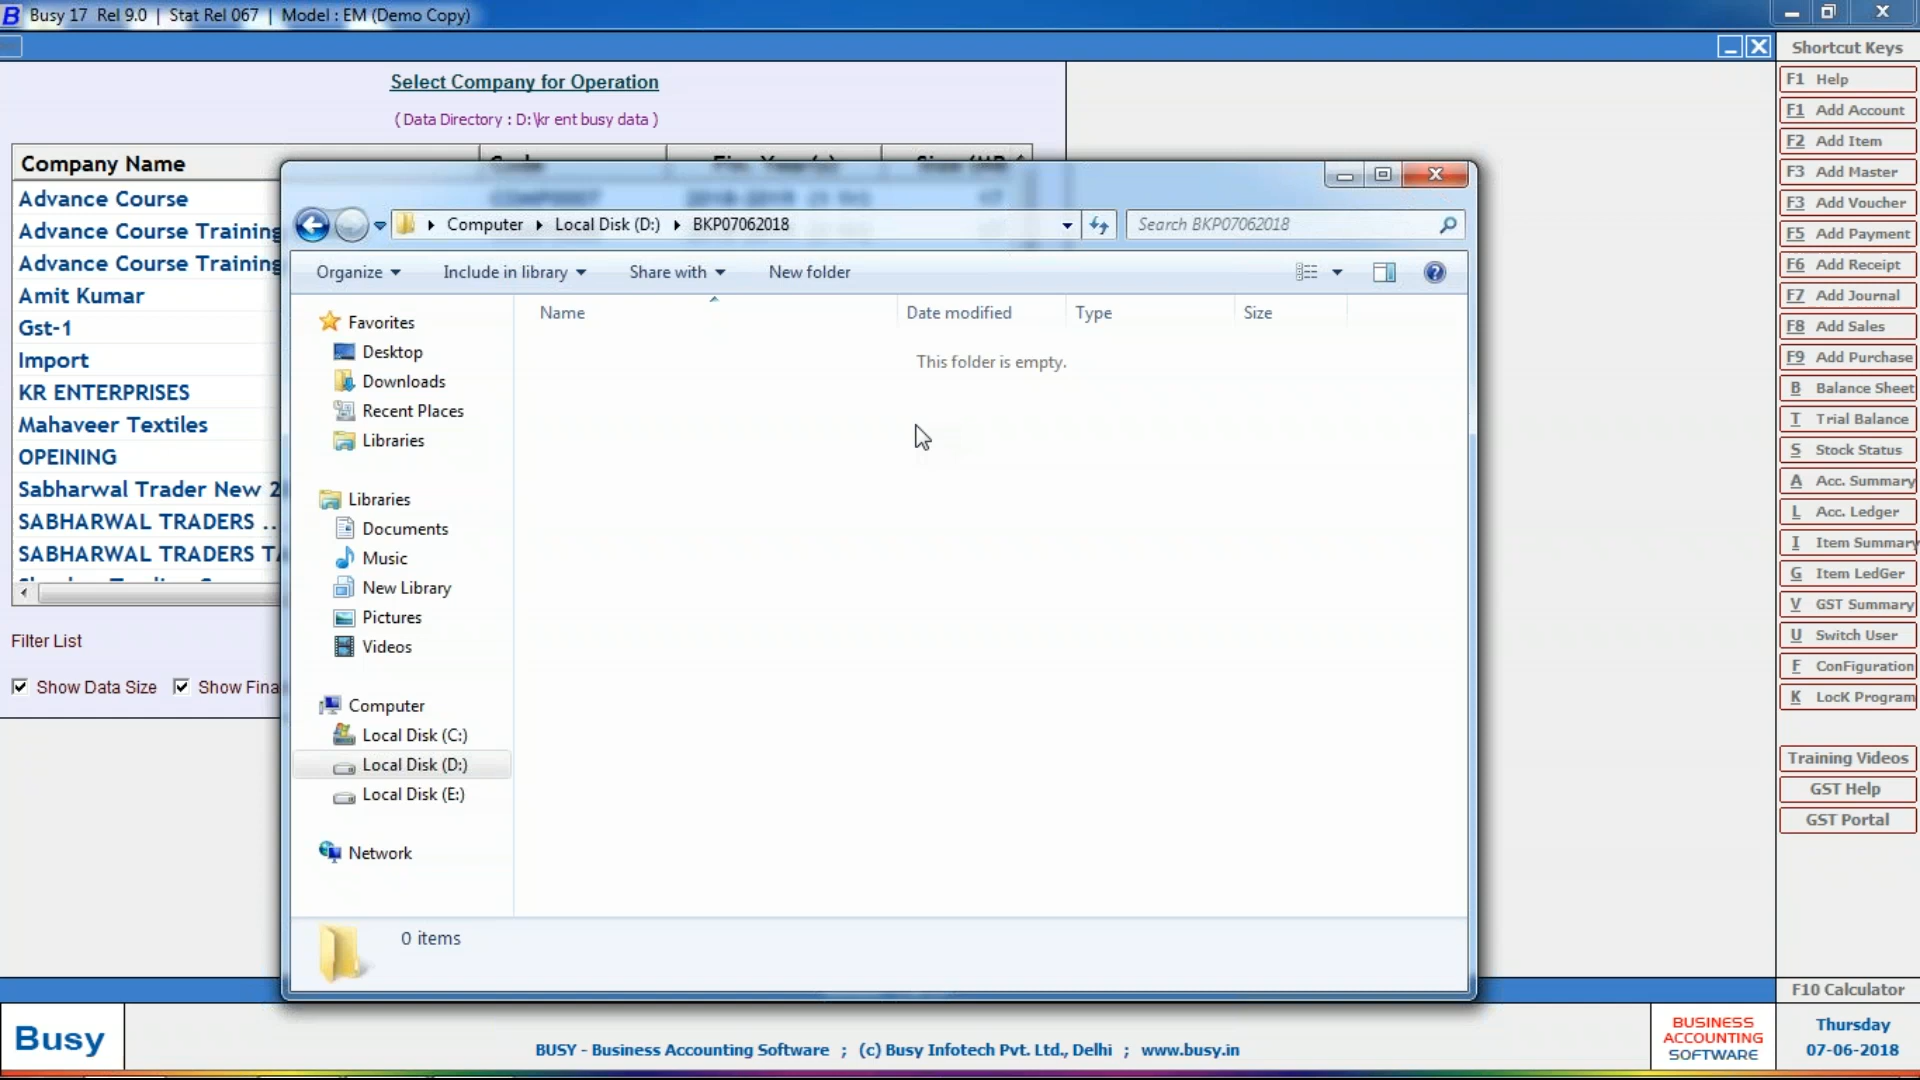 B Busy 17 Rel 9.0 | Stat Rel 067 | Model : EM (Demo Copy)
Select Company for Operation
( Data Directory : D:\kr ent busy data )
Company Name
Advance Course
Advance Course Training
Advance Course Training
Amit Kumar
Gst-1
Import
KR ENTERPRISES
Mahaveer Textiles
OPEINING
Sabharwal Trader New 2
SABHARWAL TRADERS ..
SABHARWAL TRADERS TA
Filter List
Show Data Size Show Fina
Computer Local Disk (D:) BKP07062018
Search BKP07062018
Organize Include in library Share with New folder
Name Date modified Type Size
This folder is empty.
Favorites
Desktop
Downloads
Recent Places
Libraries
Libraries
Documents
Music
New Library
Pictures
Videos
Computer
Local Disk (C:)
Local Disk (D:)
Local Disk (E:)
Network
0 items
Shortcut Keys
F1 Help
F1 Add Account
F2 Add Item
F3 Add Master
F3 Add Voucher
F5 Add Payment
F6 Add Receipt
F7 Add Journal
F8 Add Sales
F9 Add Purchase
B Balance Sheet
T Trial Balance
S Stock Status
A Acc. Summary
L Acc. Ledger
I Item Summary
G Item LedGer
V GST Summary
U Switch User
F ConFiguration
K LocK Program
Training Videos
GST Help
GST Portal
F10 Calculator
Busy
BUSY - Business Accounting Software ; (c) Busy Infotech Pvt. Ltd., Delhi ; www.busy.in
BUSINESS
ACCOUNTING
SOFTWARE
Thursday
07-06-2018